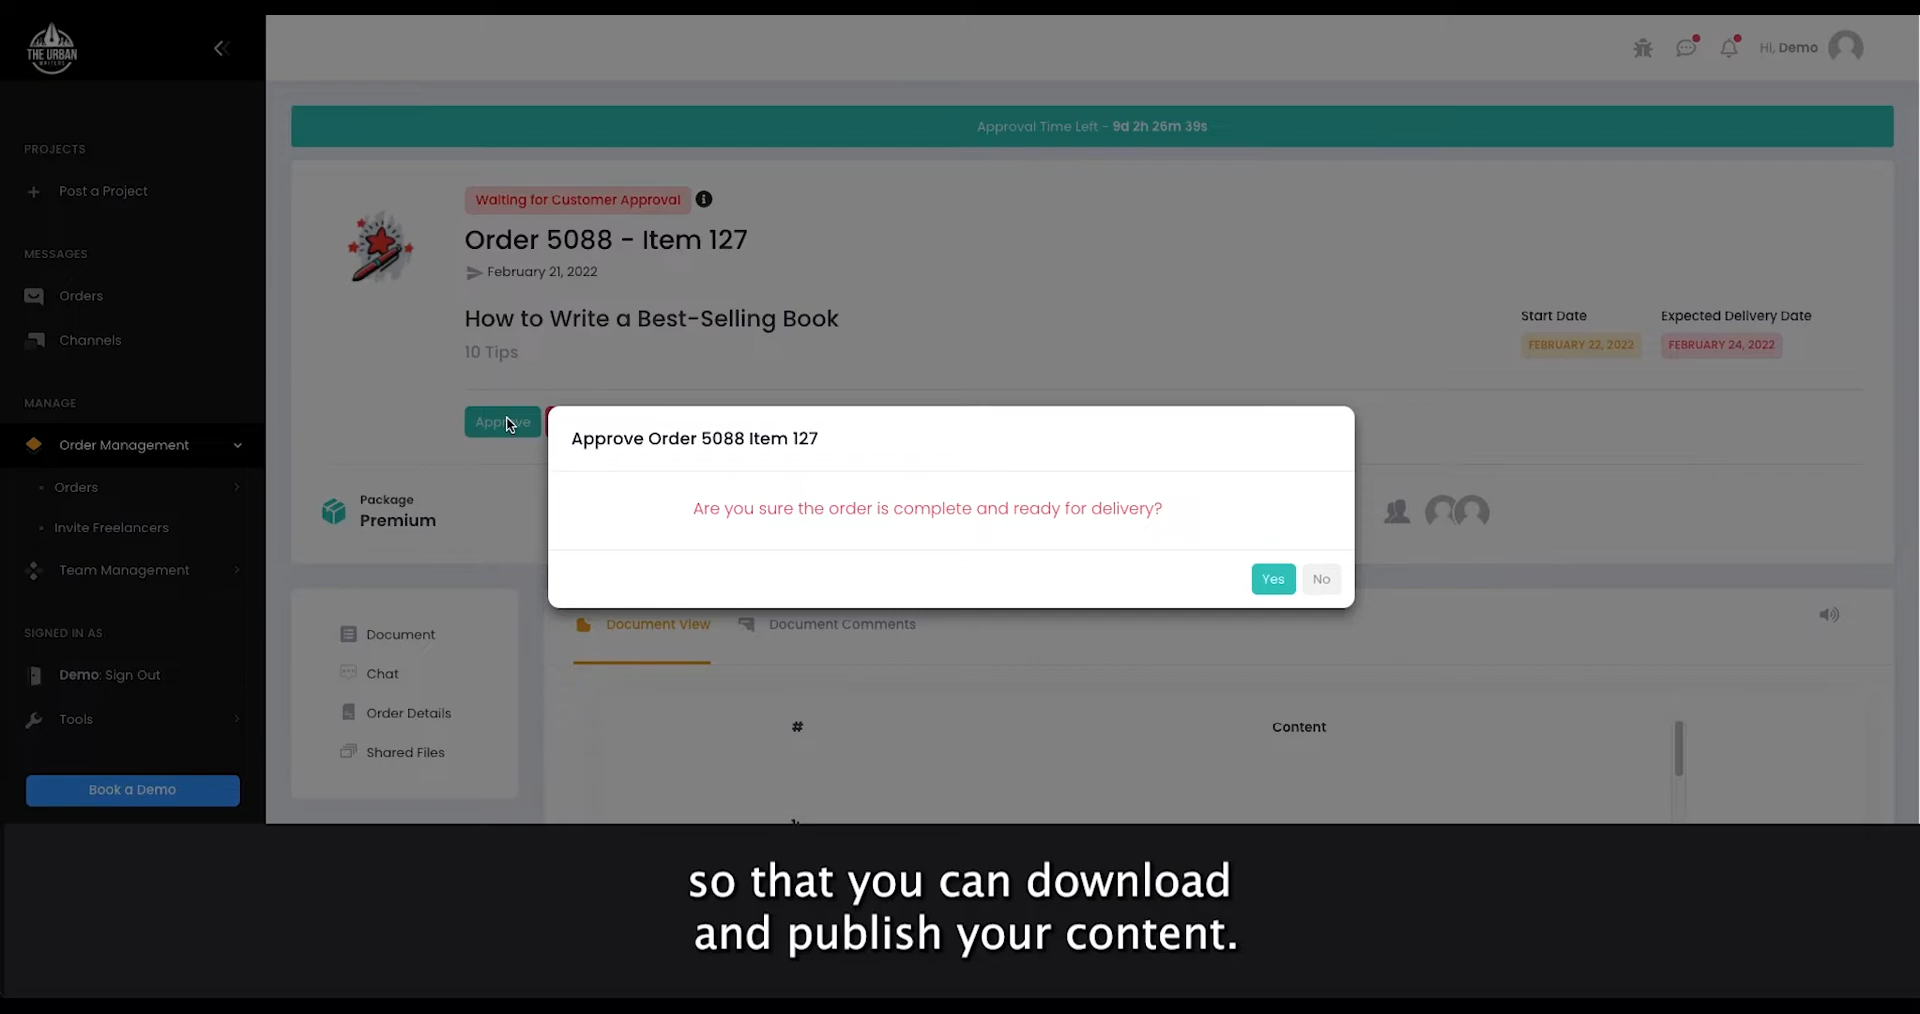 THE URBAN
WRITERS
Hi, Demo
PROJECTS
Post a Project
MESSAGES
Orders
Channels
MANAGE
Order Management
Orders
Invite Freelancers
Team Management
SIGNED IN AS
Demo: Sign Out
Tools
Book a Demo
Approval Time Left - 9d 2h 26m 39s
Waiting for Customer Approval
Order 5088 - Item 127
February 21, 2022
How to Write a Best-Selling Book
10 Tips
Start Date
Expected Delivery Date
FEBRUARY 22, 2022
FEBRUARY 24, 2022
Approve
Package
Premium
Approve Order 5088 Item 127
Are you sure the order is complete and ready for delivery?
Yes
No
Document
Chat
Order Details
Shared Files
Document View
Document Comments
#
Content
so that you can download
and publish your content.